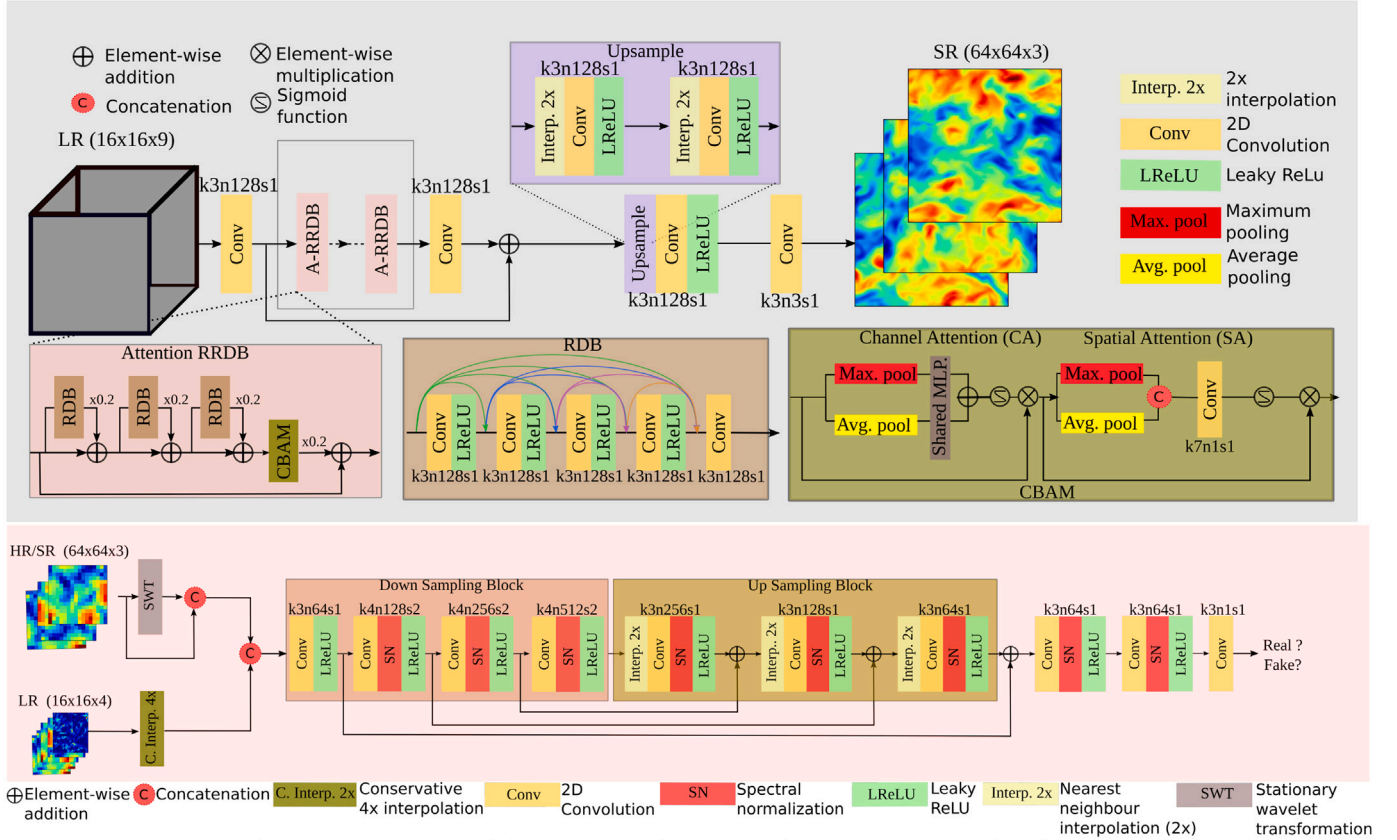 Element-wise
addition
Element-wise
multiplication
C
Concatenation
Sigmoid
function
LR (16x16x9)
k3n128s1
Conv
A-RRDB
A-RRDB
k3n128s1
Conv
Upsample
k3n128s1
k3n128s1
Interp. 2x
Conv
LReLU
Interp. 2x
Conv
LReLU
Upsample
Conv
LReLU
k3n128s1
Conv
k3n3s1
SR (64x64x3)
Interp. 2x
2x
interpolation
Conv
2D
Convolution
LReLU
Leaky ReLu
Max. pool
Maximum
pooling
Avg. pool
Average
pooling
Attention RRDB
RDB
x0.2
RDB
x0.2
RDB
x0.2
CBAM
x0.2
RDB
Conv
LReLU
Conv
LReLU
Conv
LReLU
Conv
LReLU
Conv
k3n128s1
k3n128s1
k3n128s1
k3n128s1
k3n128s1
Channel Attention (CA)
Spatial Attention (SA)
Max. pool
Avg. pool
Shared MLP.
Max. pool
Avg. pool
C
Conv
k7n1s1
CBAM
HR/SR (64x64x3)
SWT
C
C
LR (16x16x4)
C. Interp. 4x
Down Sampling Block
k3n64s1
k4n128s2
k4n256s2
k4n512s2
Conv
LReLU
Conv
SN
LReLU
Conv
SN
LReLU
Conv
SN
LReLU
Up Sampling Block
k3n256s1
k3n128s1
k3n64s1
Interp. 2x
Conv
SN
LReLU
Interp. 2x
Conv
SN
LReLU
Interp. 2x
Conv
SN
LReLU
k3n64s1
k3n64s1
k3n1s1
Conv
SN
LReLU
Conv
SN
LReLU
Conv
Real ?
Fake?
Element-wise
addition
C
Concatenation
C. Interp. 2x
Conservative
4x interpolation
Conv
2D
Convolution
SN
Spectral
normalization
LReLU
Leaky
ReLU
Interp. 2x
Nearest
neighbour
interpolation (2x)
SWT
Stationary
wavelet
transformation